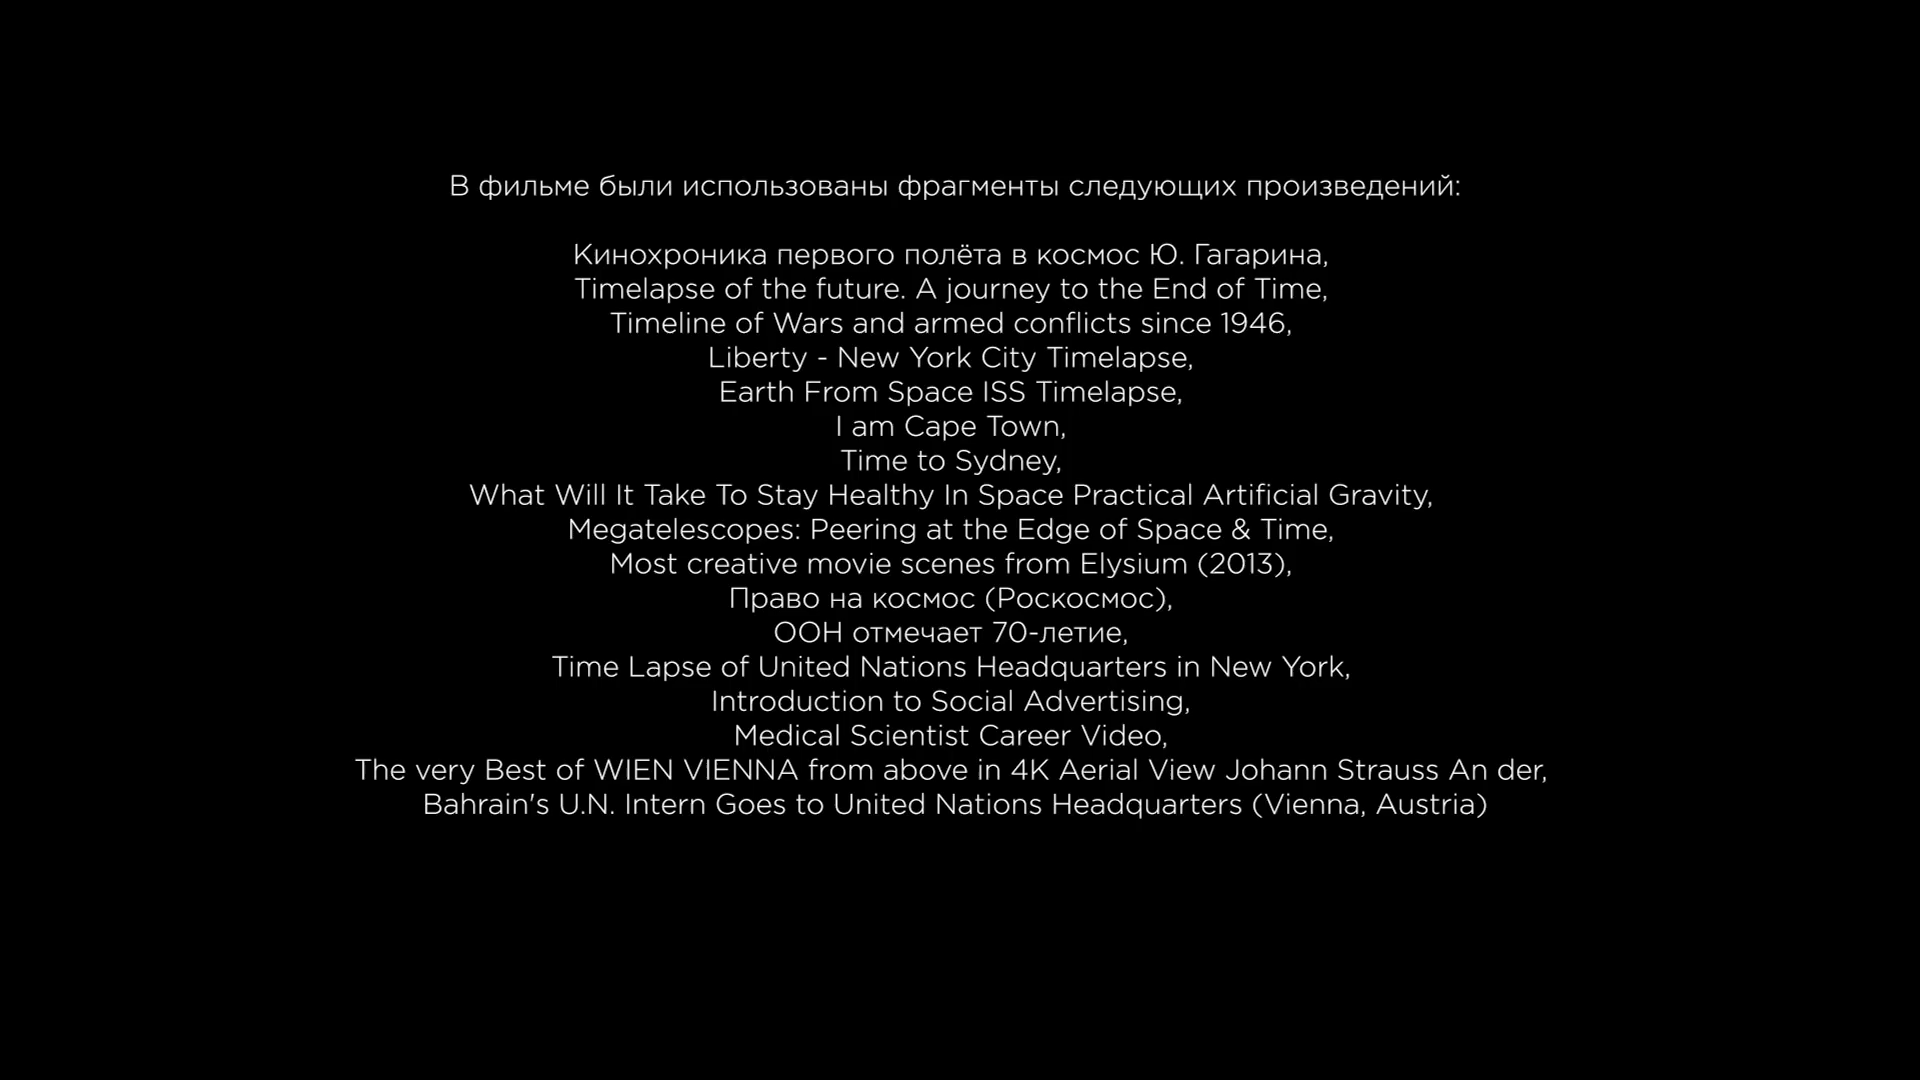 В фильме были использованы фрагменты следующих произведений:
Кинохроника первого полёта в космос Ю. Гагарина,
Timelapse of the future. A journey to the End of Time,
Timeline of Wars and armed conflicts since 1946,
Liberty - New York City Timelapse,
Earth From Space ISS Timelapse,
I am Cape Town,
Time to Sydney,
What Will It Take To Stay Healthy In Space Practical Artificial Gravity,
Megatelescopes: Peering at the Edge of Space & Time,
Most creative movie scenes from Elysium (2013),
Право на космос (Роскосмос),
ООН отмечает 70-летие,
Time Lapse of United Nations Headquarters in New York,
Introduction to Social Advertising,
Medical Scientist Career Video,
The very Best of WIEN VIENNA from above in 4K Aerial View Johann Strauss An der,
Bahrain's U.N. Intern Goes to United Nations Headquarters (Vienna, Austria)